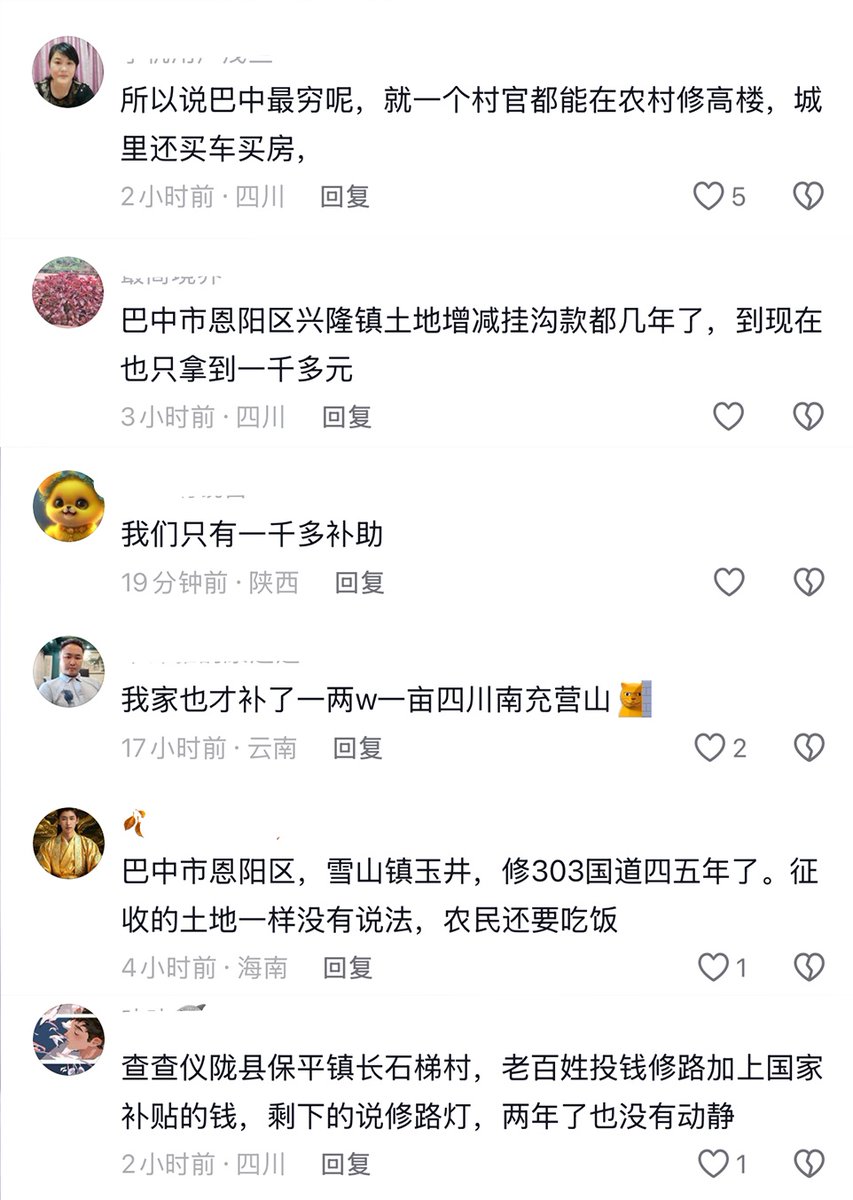 所以说巴中最穷呢，就一个村官都能在农村修高楼，城
里还买车买房，
2小时前·四川 回复 5
巴中市恩阳区兴隆镇土地增减挂沟款都几年了，到现在
也只拿到一千多元
3小时前·四川 回复
我们只有一千多补助
19分钟前·陕西 回复
我家也才补了一两w一亩四川南充营山
17小时前·云南 回复 2
巴中市恩阳区，雪山镇玉井，修303国道四五年了。征
收的土地一样没有说法，农民还要吃饭
4小时前·海南 回复 1
查查仪陇县保平镇长石梯村，老百姓投钱修路加上国家
补贴的钱，剩下的说修路灯，两年了也没有动静
2小时前·四川 回复 1